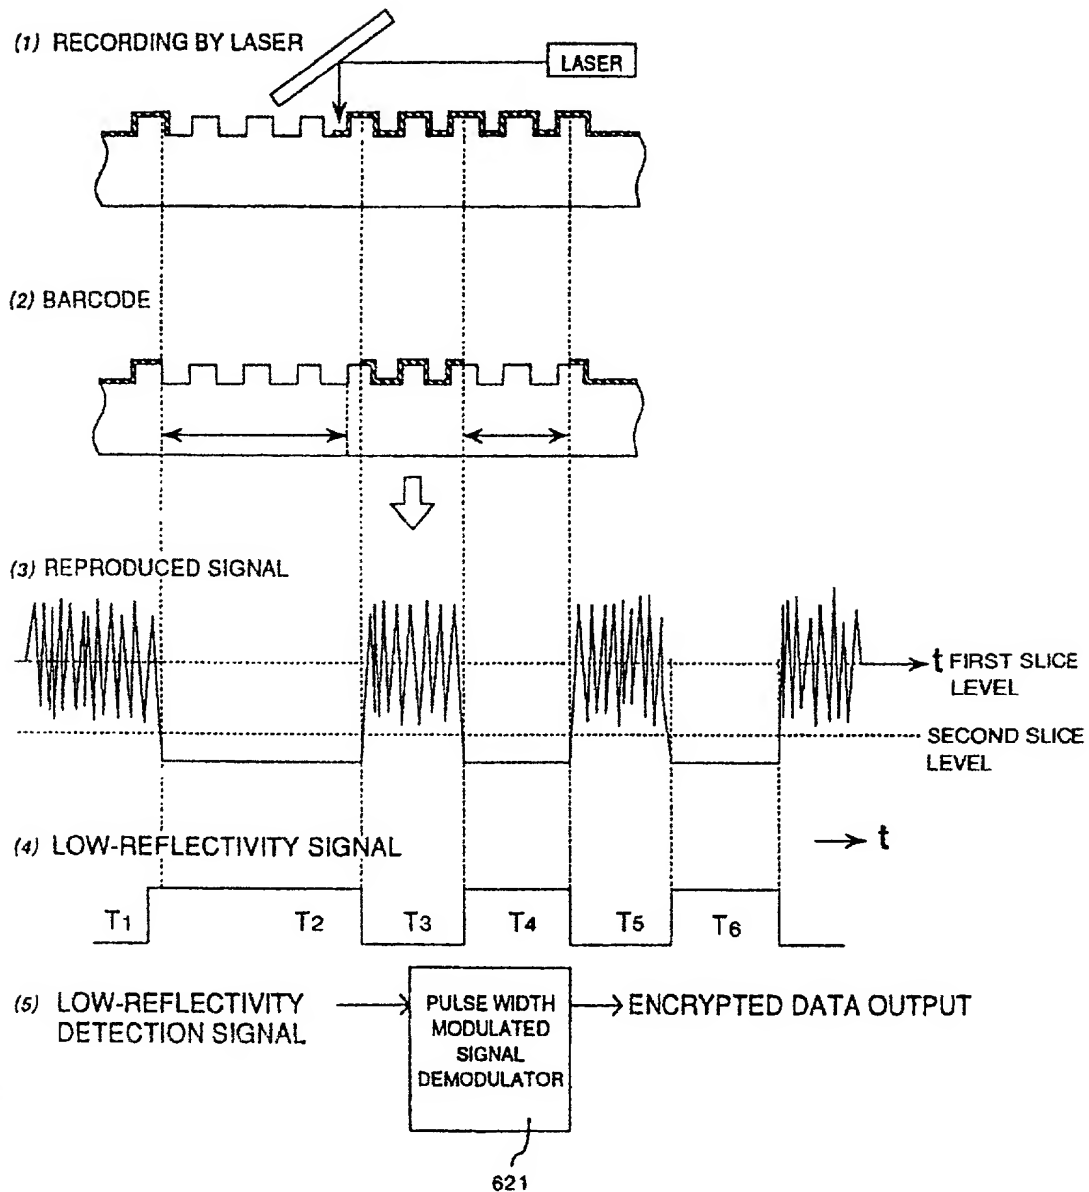 (1) RECORDING BY LASER
LASER
(2) BARCODE
(3) REPRODUCED SIGNAL
t FIRST SLICE
LEVEL
SECOND SLICE
LEVEL
(4) LOW-REFLECTIVITY SIGNAL
t
T1 T2 T3 T4 T5 T6
(5) LOW-REFLECTIVITY
DETECTION SIGNAL
PULSE WIDTH
MODULATED
SIGNAL
DEMODULATOR
ENCRYPTED DATA OUTPUT
621